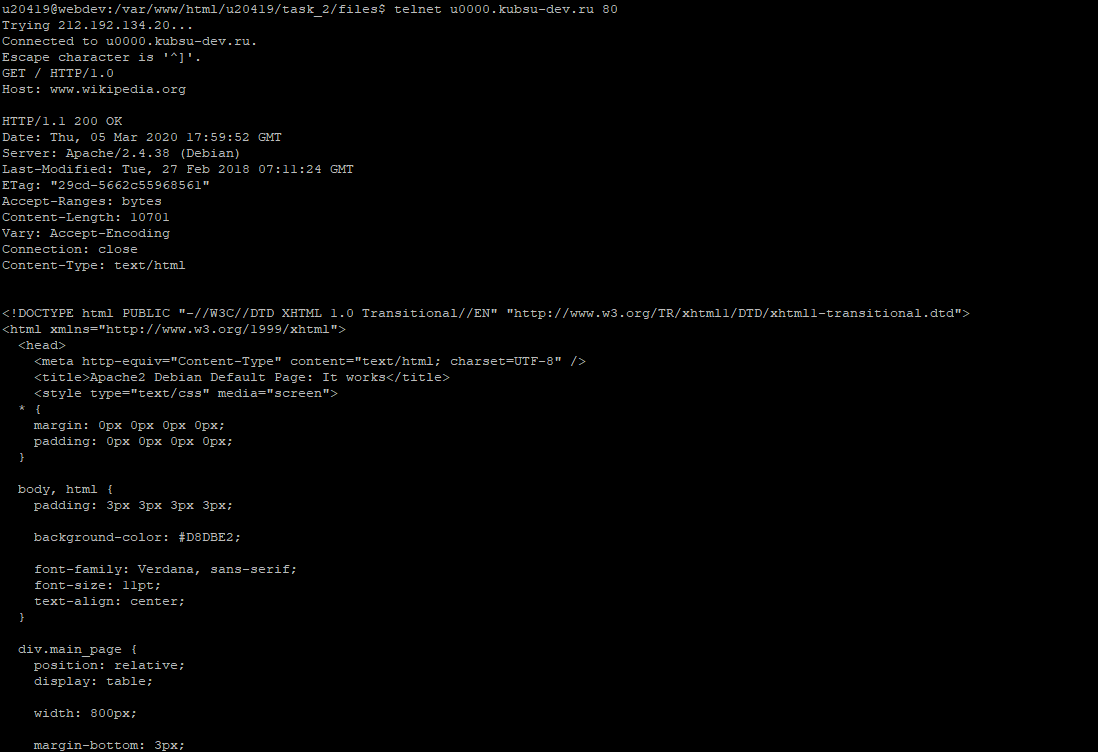 u20419@webdev:/var/www/html/u20419/task_2/files$ telnet u0000.kubsu-dev.ru 80
Trying 212.192.134.20...
Connected to u0000.kubsu-dev.ru.
Escape character is '^]'.
GET / HTTP/1.0
Host: www.wikipedia.org

HTTP/1.1 200 OK
Date: Thu, 05 Mar 2020 17:59:52 GMT
Server: Apache/2.4.38 (Debian)
Last-Modified: Tue, 27 Feb 2018 07:11:24 GMT
ETag: "29cd-5662c55968561"
Accept-Ranges: bytes
Content-Length: 10701
Vary: Accept-Encoding
Connection: close
Content-Type: text/html


<!DOCTYPE html PUBLIC "-//W3C//DTD XHTML 1.0 Transitional//EN" "http://www.w3.org/TR/xhtml1/DTD/xhtml1-transitional.dtd">
<html xmlns="http://www.w3.org/1999/xhtml">
  <head>
    <meta http-equiv="Content-Type" content="text/html; charset=UTF-8" />
    <title>Apache2 Debian Default Page: It works</title>
    <style type="text/css" media="screen">
  * {
    margin: 0px 0px 0px 0px;
    padding: 0px 0px 0px 0px;
  }

  body, html {
    padding: 3px 3px 3px 3px;

    background-color: #D8DBE2;

    font-family: Verdana, sans-serif;
    font-size: 11pt;
    text-align: center;
  }

  div.main_page {
    position: relative;
    display: table;

    width: 800px;

    margin-bottom: 3px;